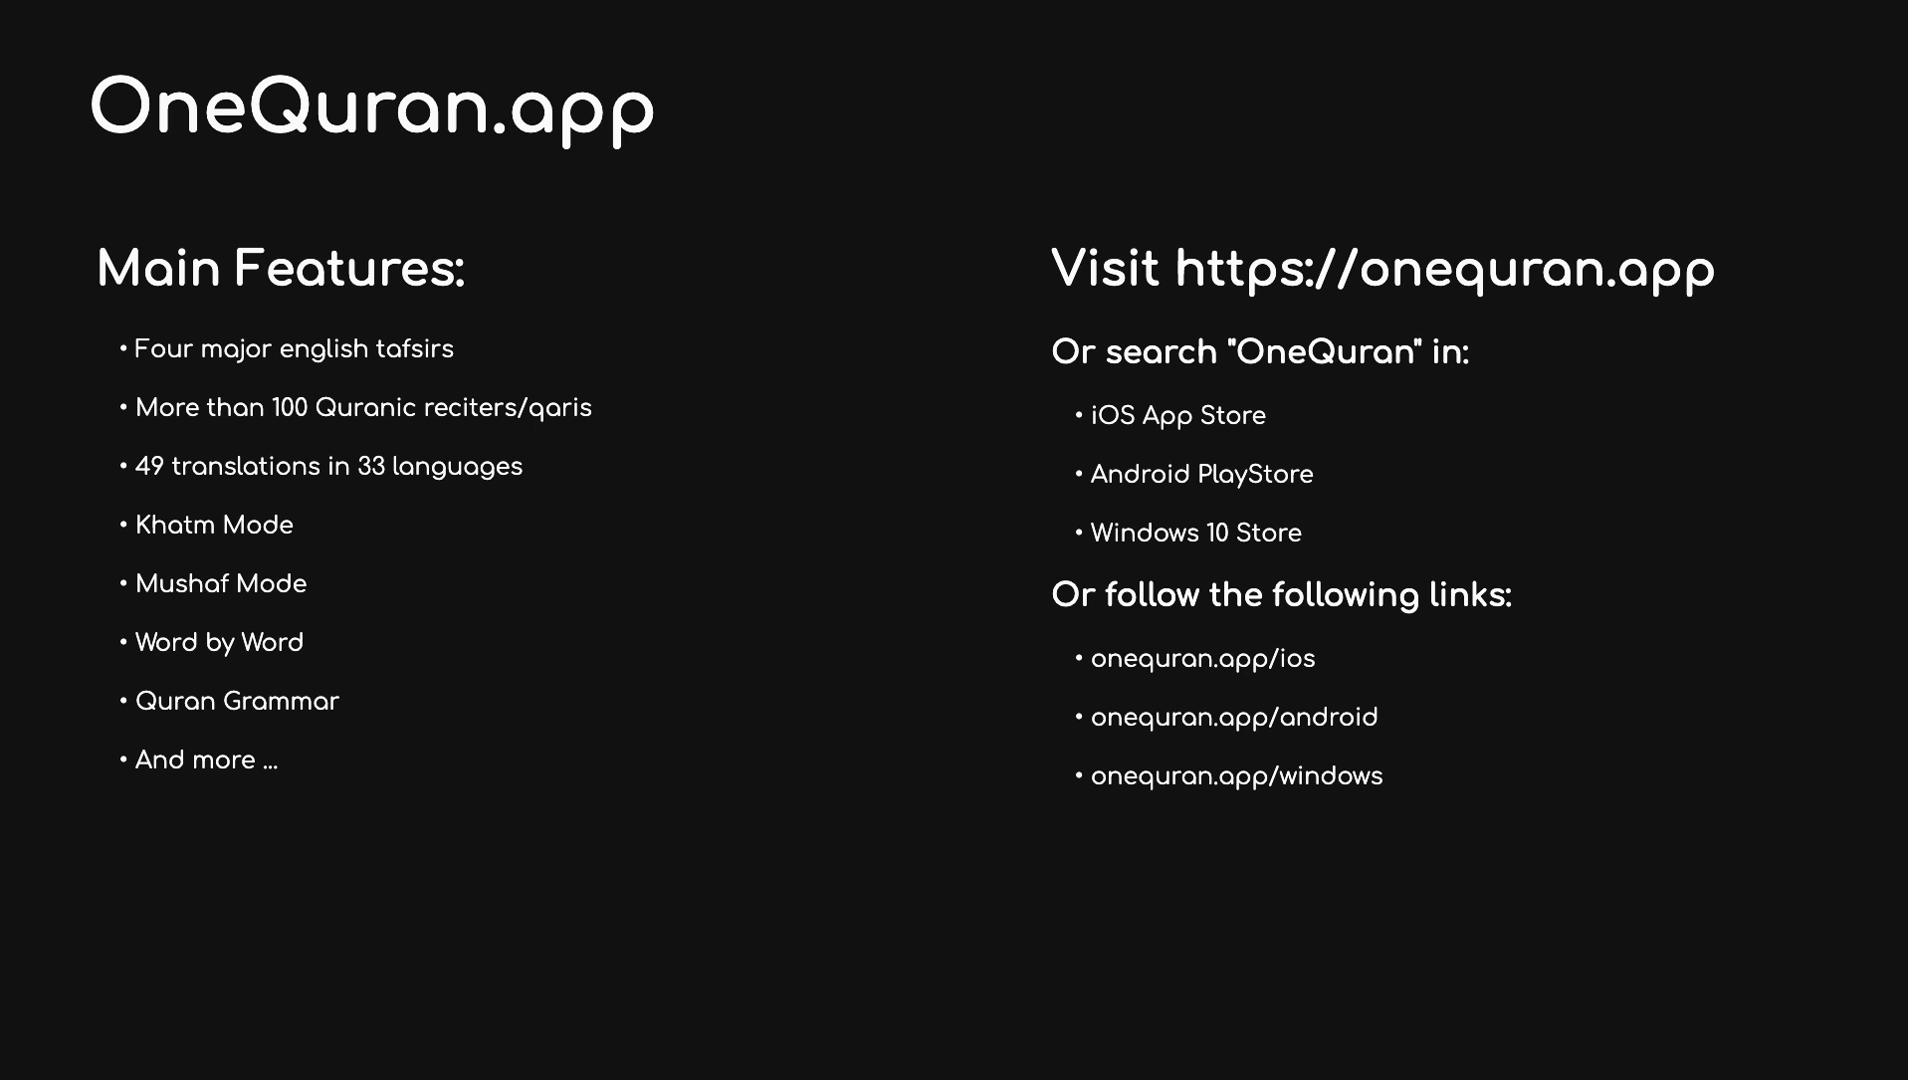 OneQuran.app
Main Features:
• Four major english tafsirs
• More than 100 Quranic reciters/qaris
• 49 translations in 33 languages
• Khatm Mode
• Mushaf Mode
• Word by Word
• Quran Grammar
• And more ...
Visit https://onequran.app
Or search "OneQuran" in:
• iOS App Store
• Android PlayStore
• Windows 10 Store
Or follow the following links:
• onequran.app/ios
• onequran.app/android
• onequran.app/windows